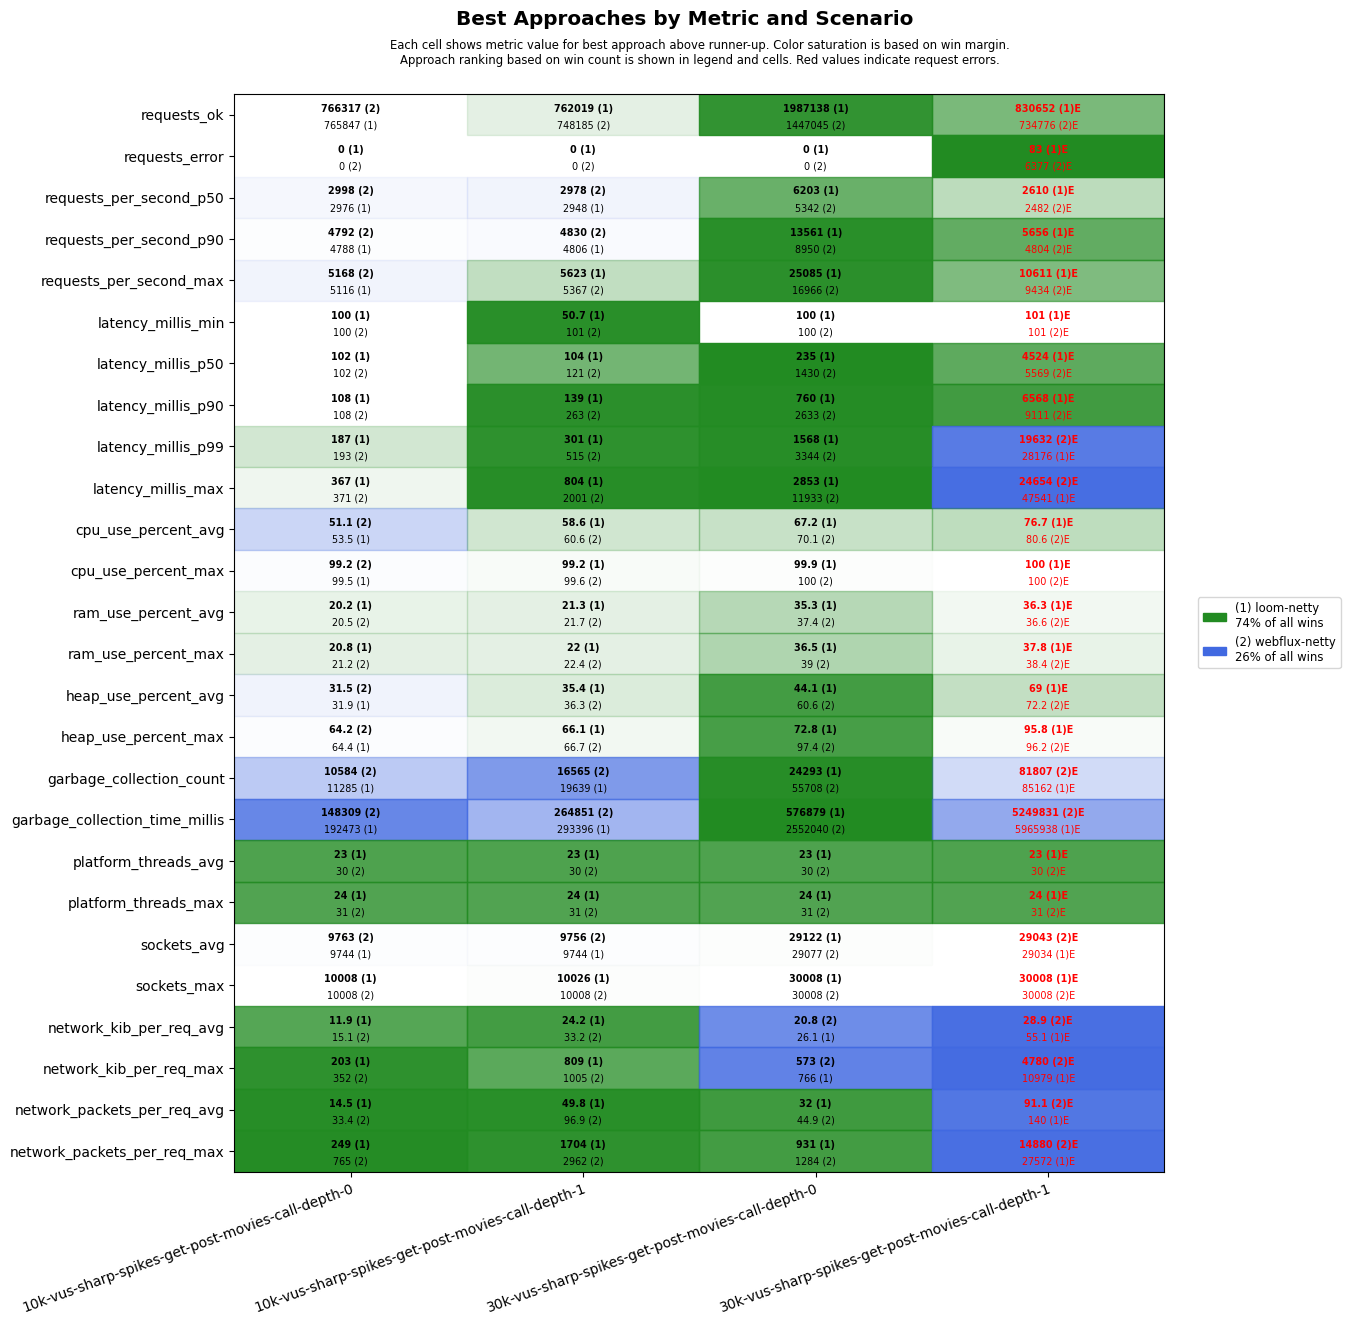 Best Approaches by Metric and Scenario
Each cell shows metric value for best approach above runner-up. Color saturation is based on win margin.
Approach ranking based on win count is shown in legend and cells. Red values indicate request errors.
requests_ok
766317 (2) 762019 (1) 1987138 (1) 830652 (1)E
765847 (1) 748185 (2) 1447045 (2) 734776 (2)E
requests_error
0 (1) 0 (1) 0 (1) 83 (1)E
0 (2) 0 (2) 0 (2) 6377 (2)E
requests_per_second_p50
2998 (2) 2978 (2) 6203 (1) 2610 (1)E
2976 (1) 2948 (1) 5342 (2) 2482 (2)E
requests_per_second_p90
4792 (2) 4830 (2) 13561 (1) 5656 (1)E
4788 (1) 4806 (1) 8950 (2) 4804 (2)E
requests_per_second_max
5168 (2) 5623 (1) 25085 (1) 10611 (1)E
5116 (1) 5367 (2) 16966 (2) 9434 (2)E
latency_millis_min
100 (1) 50.7 (1) 100 (1) 101 (1)E
100 (2) 101 (2) 100 (2) 101 (2)E
latency_millis_p50
102 (1) 104 (1) 235 (1) 4524 (1)E
102 (2) 121 (2) 1430 (2) 5569 (2)E
latency_millis_p90
108 (1) 139 (1) 760 (1) 6568 (1)E
108 (2) 263 (2) 2633 (2) 9111 (2)E
latency_millis_p99
187 (1) 301 (1) 1568 (1) 19632 (2)E
193 (2) 515 (2) 3344 (2) 28176 (1)E
latency_millis_max
367 (1) 804 (1) 2853 (1) 24654 (2)E
371 (2) 2001 (2) 11933 (2) 47541 (1)E
cpu_use_percent_avg
51.1 (2) 58.6 (1) 67.2 (1) 76.7 (1)E
53.5 (1) 60.6 (2) 70.1 (2) 80.6 (2)E
cpu_use_percent_max
99.2 (2) 99.2 (1) 99.9 (1) 100 (1)E
99.5 (1) 99.6 (2) 100 (2) 100 (2)E
ram_use_percent_avg
20.2 (1) 21.3 (1) 35.3 (1) 36.3 (1)E
20.5 (2) 21.7 (2) 37.4 (2) 36.6 (2)E
ram_use_percent_max
20.8 (1) 22 (1) 36.5 (1) 37.8 (1)E
21.2 (2) 22.4 (2) 39 (2) 38.4 (2)E
heap_use_percent_avg
31.5 (2) 35.4 (1) 44.1 (1) 69 (1)E
31.9 (1) 36.3 (2) 60.6 (2) 72.2 (2)E
heap_use_percent_max
64.2 (2) 66.1 (1) 72.8 (1) 95.8 (1)E
64.4 (1) 66.7 (2) 97.4 (2) 96.2 (2)E
garbage_collection_count
10584 (2) 16565 (2) 24293 (1) 81807 (2)E
11285 (1) 19639 (1) 55708 (2) 85162 (1)E
garbage_collection_time_millis
148309 (2) 264851 (2) 576879 (1) 5249831 (2)E
192473 (1) 293396 (1) 2552040 (2) 5965938 (1)E
platform_threads_avg
23 (1) 23 (1) 23 (1) 23 (1)E
30 (2) 30 (2) 30 (2) 30 (2)E
platform_threads_max
24 (1) 24 (1) 24 (1) 24 (1)E
31 (2) 31 (2) 31 (2) 31 (2)E
sockets_avg
9763 (2) 9756 (2) 29122 (1) 29043 (2)E
9744 (1) 9744 (1) 29077 (2) 29034 (1)E
sockets_max
10008 (1) 10026 (1) 30008 (1) 30008 (1)E
10008 (2) 10008 (2) 30008 (2) 30008 (2)E
network_kib_per_req_avg
11.9 (1) 24.2 (1) 20.8 (2) 28.9 (2)E
15.1 (2) 33.2 (2) 26.1 (1) 55.1 (1)E
network_kib_per_req_max
203 (1) 809 (1) 573 (2) 4780 (2)E
352 (2) 1005 (2) 766 (1) 10979 (1)E
network_packets_per_req_avg
14.5 (1) 49.8 (1) 32 (1) 91.1 (2)E
33.4 (2) 96.9 (2) 44.9 (2) 140 (1)E
network_packets_per_req_max
249 (1) 1704 (1) 931 (1) 14880 (2)E
765 (2) 2962 (2) 1284 (2) 27572 (1)E
10k-vus-sharp-spikes-get-post-movies-call-depth-0
10k-vus-sharp-spikes-get-post-movies-call-depth-1
30k-vus-sharp-spikes-get-post-movies-call-depth-0
30k-vus-sharp-spikes-get-post-movies-call-depth-1
(1) loom-netty
74% of all wins
(2) webflux-netty
26% of all wins